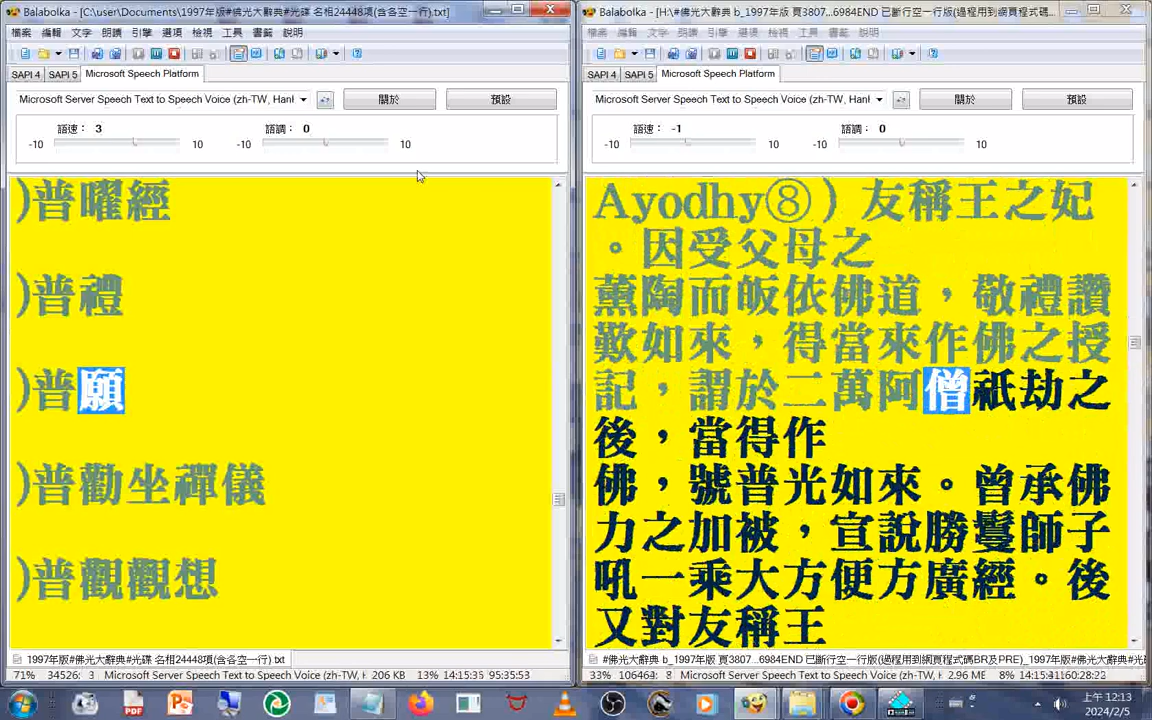 Balabolka - [C:\user\Documents\1997年版#佛光大辭典#光碟 名相24448項(含各空一行).txt]
檔案 編輯 文字 朗讀 引擎 選項 檢視 工具 書籤 說明
SAPI 4 SAPI 5 Microsoft Speech Platform
Microsoft Server Speech Text to Speech Voice (zh-TW, HanH
關於 預設
語速： 3 語調： 0
-10 10 -10 10
)普曜經
)普禮
)普願
)普勸坐禪儀
)普觀觀想
1997年版#佛光大辭典#光碟 名相24448項(含各空一行).txt
71% 34526: 3 Microsoft Server Speech Text to Speech Voice (zh-TW, H 206 KB 13% 14:15:35 95:35:53
Balabolka - [H:\#佛光大辭典 b_1997年版 頁3807...6984END 已斷行空一行版(過程用到網頁程式碼
檔案 編輯 文字 朗讀 引擎 選項 檢視 工具 書籤 說明
SAPI 4 SAPI 5 Microsoft Speech Platform
Microsoft Server Speech Text to Speech Voice (zh-TW, HanH
關於 預設
語速： -1 語調： 0
-10 10 -10 10
Ayodhy⑧）友稱王之妃
。因受父母之
薰陶而皈依佛道，敬禮讚
歎如來，得當來作佛之授
記，謂於二萬阿僧祇劫之
後，當得作
佛，號普光如來。曾承佛
力之加被，宣說勝鬘師子
吼一乘大方便方廣經。後
又對友稱王
#佛光大辭典 b_1997年版 頁3807...6984END 已斷行空一行版(過程用到網頁程式碼BR及PRE)_1997年版#佛光大辭典#光
33% 106464: 8 Microsoft Server Speech Text to Speech Voice (zh-TW, H 2.96 MB 8%
上午 12:13
2024/2/5